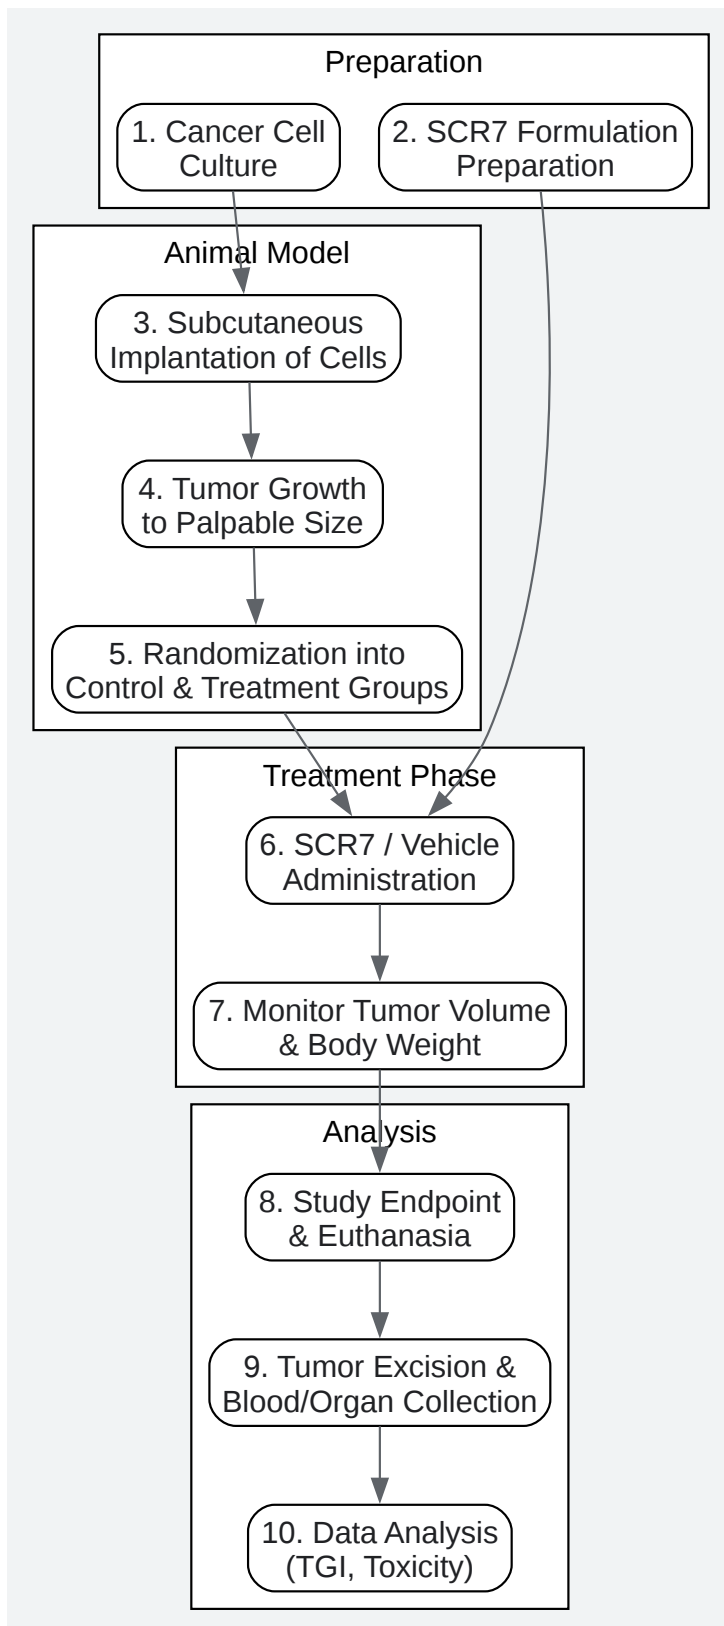 Preparation
1. Cancer Cell
Culture
2. SCR7 Formulation
Preparation
Animal Model
3. Subcutaneous
Implantation of Cells
4. Tumor Growth
to Palpable Size
5. Randomization into
Control & Treatment Groups
Treatment Phase
6. SCR7 / Vehicle
Administration
7. Monitor Tumor Volume
& Body Weight
Analysis
8. Study Endpoint
& Euthanasia
9. Tumor Excision &
Blood/Organ Collection
10. Data Analysis
(TGI, Toxicity)